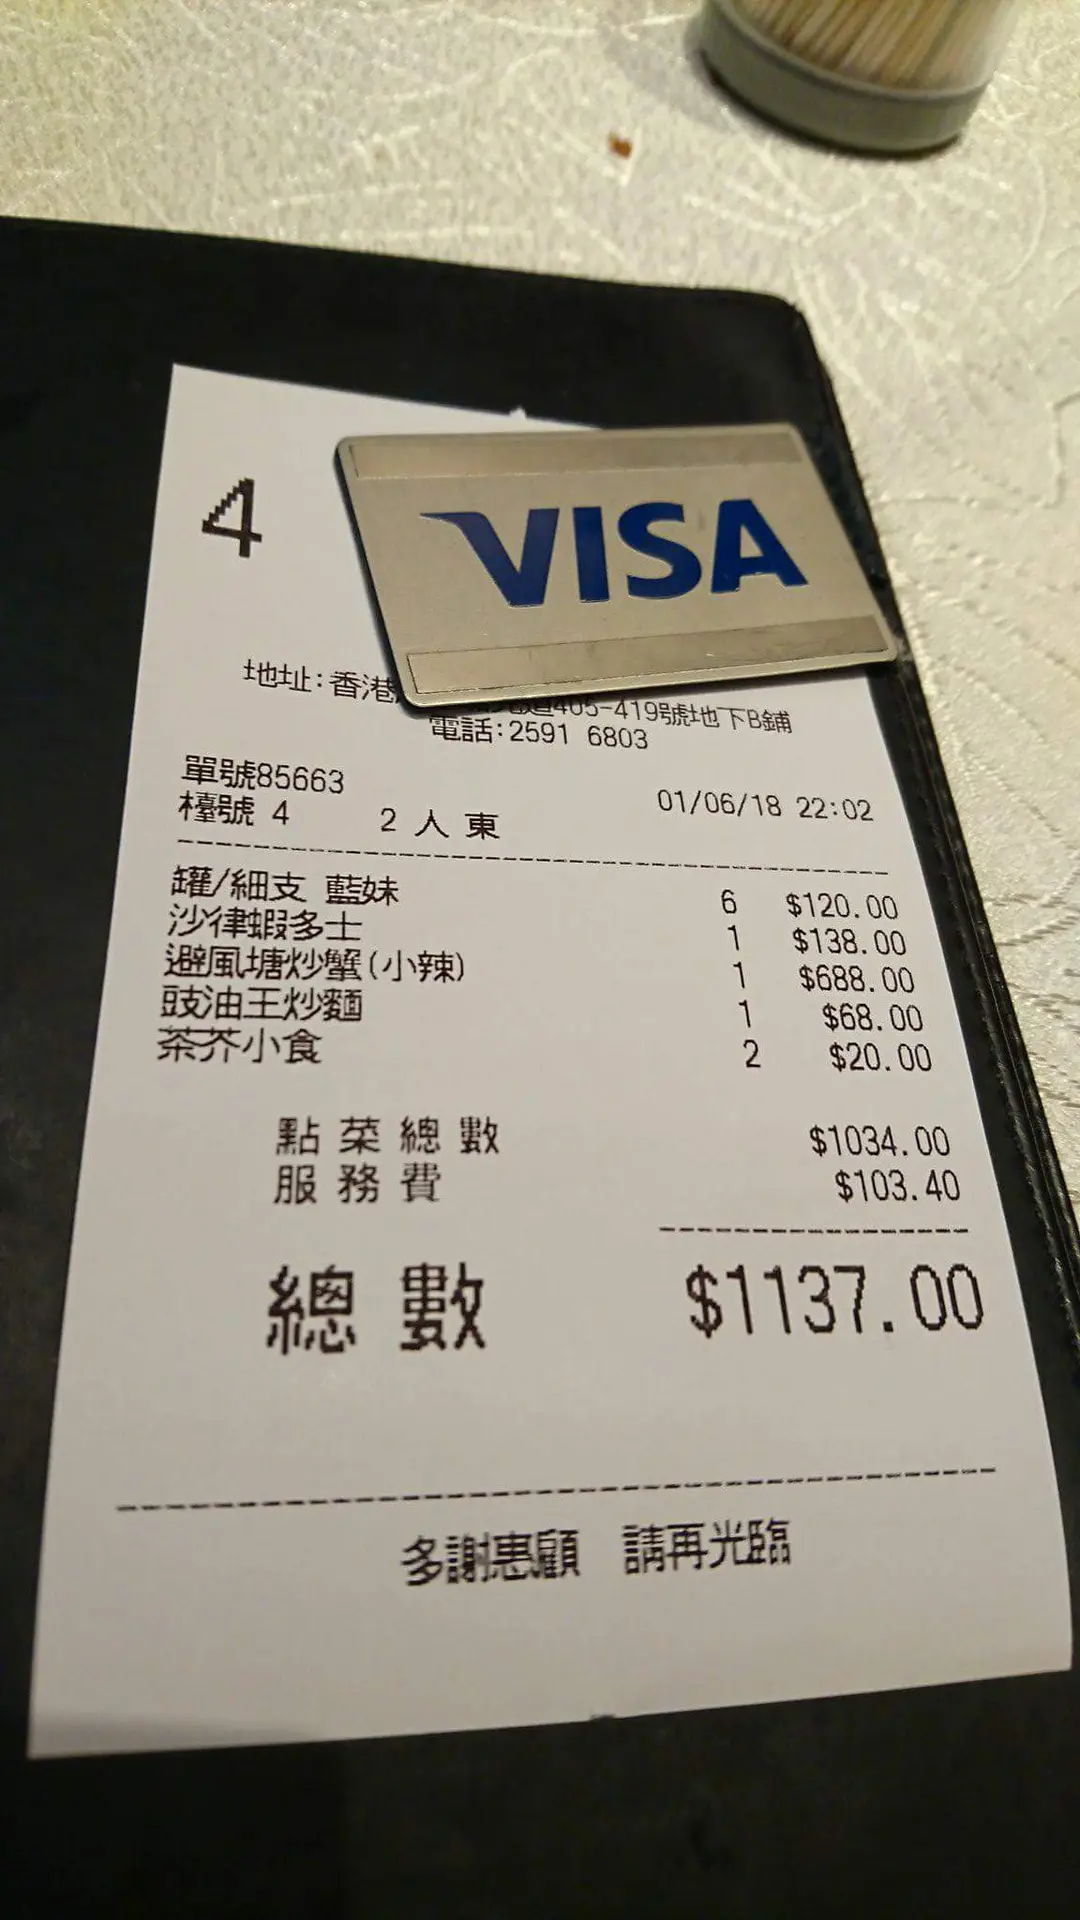 4
VISA
地址:香港
405-419號地下B鋪
電話:2591 6803
單號85663
檯號 4 2 人 東 01/06/18 22:02
罐/細支 藍妹 6 $120.00
沙律蝦多士 1 $138.00
避風塘炒蟹(小辣) 1 $688.00
豉油王炒麵 1 $68.00
茶芥小食 2 $20.00
點菜總數 $1034.00
服務費 $103.40
總數 $1137.00
多謝惠顧 請再光臨